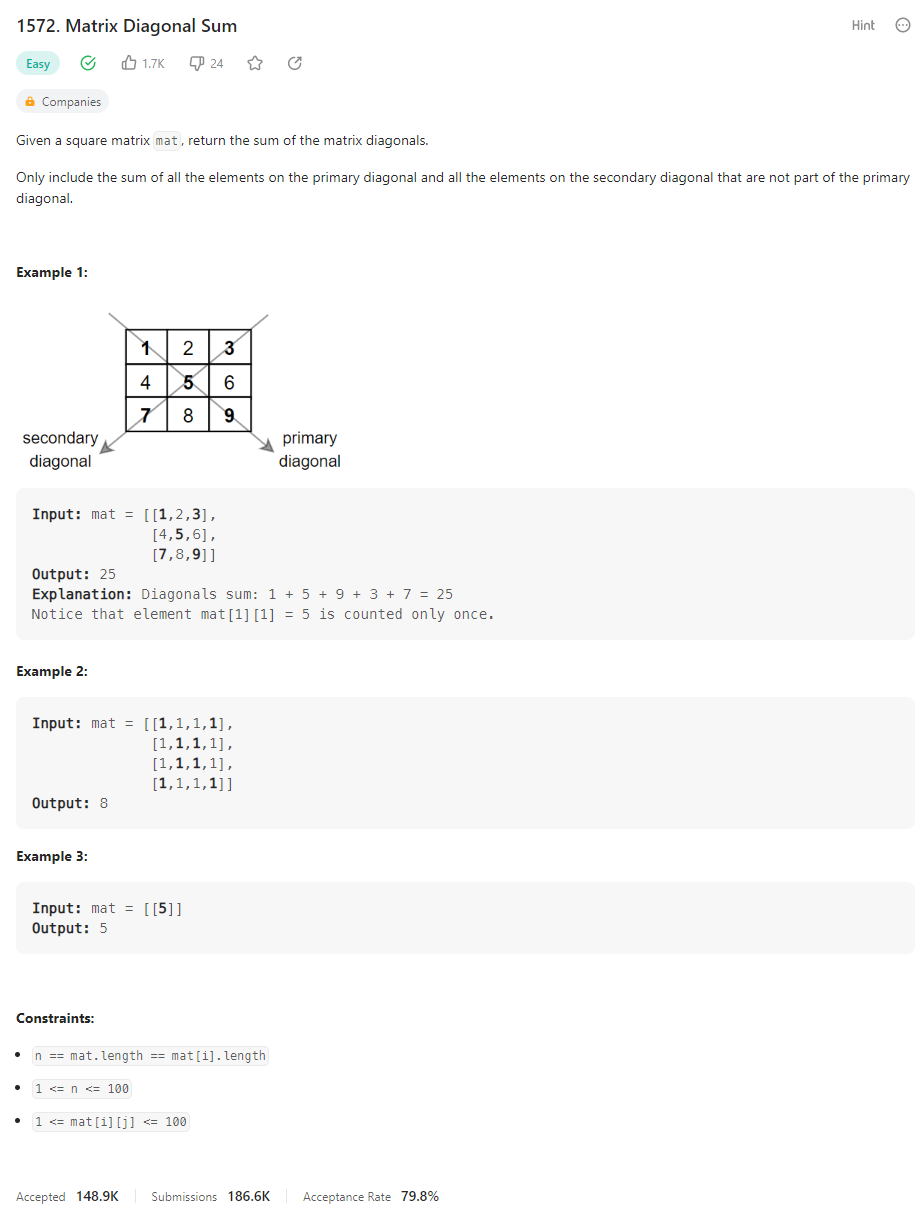 1572. Matrix Diagonal Sum
Hint
Easy
1.7K
24
Companies
Given a square matrix mat, return the sum of the matrix diagonals.
Only include the sum of all the elements on the primary diagonal and all the elements on the secondary diagonal that are not part of the primary
diagonal.
Example 1:
1 2 3
4 5 6
7 8 9
secondary
diagonal
primary
diagonal
Input: mat = [[1,2,3],
[4,5,6],
[7,8,9]]
Output: 25
Explanation: Diagonals sum: 1 + 5 + 9 + 3 + 7 = 25
Notice that element mat[1][1] = 5 is counted only once.
Example 2:
Input: mat = [[1,1,1,1],
[1,1,1,1],
[1,1,1,1],
[1,1,1,1]]
Output: 8
Example 3:
Input: mat = [[5]]
Output: 5
Constraints:
• n == mat.length == mat[i].length
• 1 <= n <= 100
• 1 <= mat[i][j] <= 100
Accepted 148.9K Submissions 186.6K Acceptance Rate 79.8%